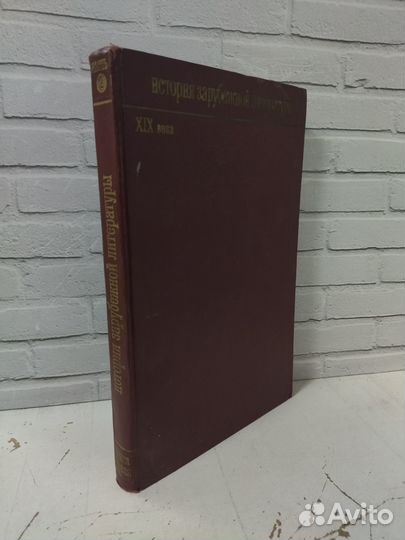 история зарубежной литературы
XIX века
история зарубежной литературы
Avito